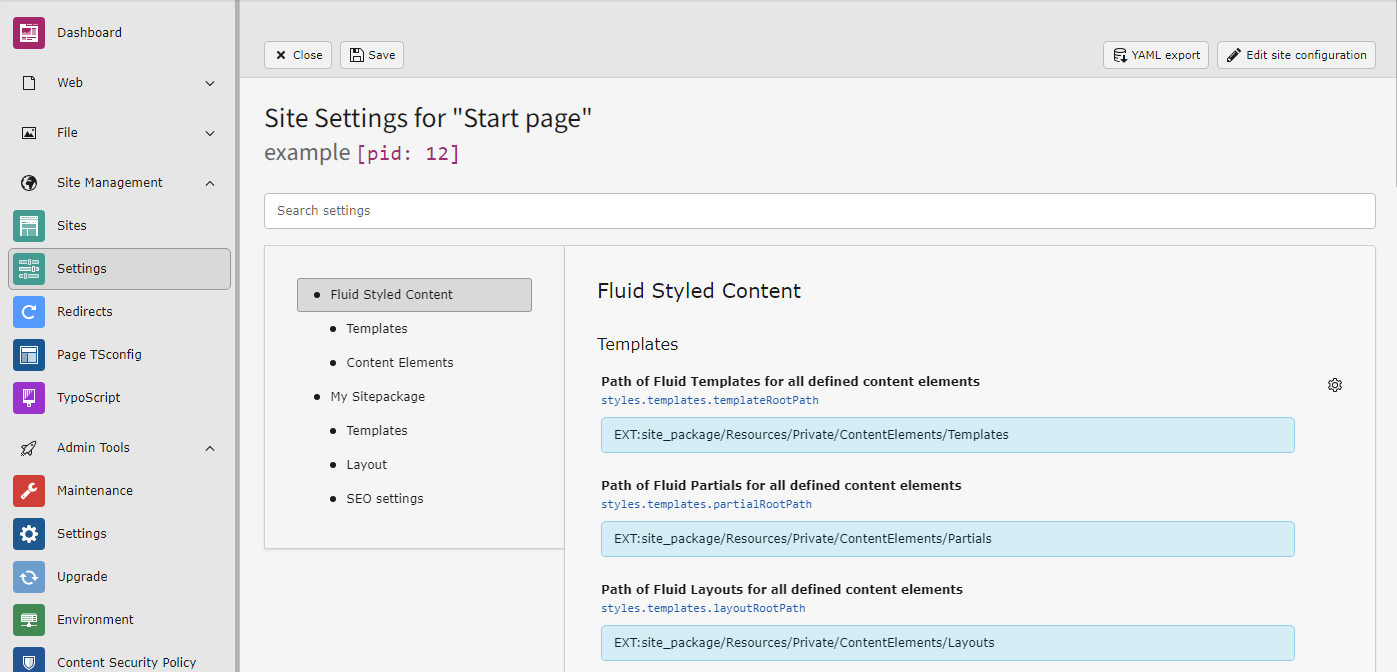 Dashboard
Web
File
Site Management
Sites
Settings
Redirects
Page TSconfig
TypoScript
Admin Tools
Maintenance
Settings
Upgrade
Environment
Content Security Policy
Close
Save
YAML export
Edit site configuration
Site Settings for "Start page"
example [pid: 12]
Search settings
Fluid Styled Content
Templates
Content Elements
My Sitepackage
Templates
Layout
SEO settings
Fluid Styled Content
Templates
Path of Fluid Templates for all defined content elements
styles.templates.templateRootPath
EXT:site_package/Resources/Private/ContentElements/Templates
Path of Fluid Partials for all defined content elements
styles.templates.partialRootPath
EXT:site_package/Resources/Private/ContentElements/Partials
Path of Fluid Layouts for all defined content elements
styles.templates.layoutRootPath
EXT:site_package/Resources/Private/ContentElements/Layouts